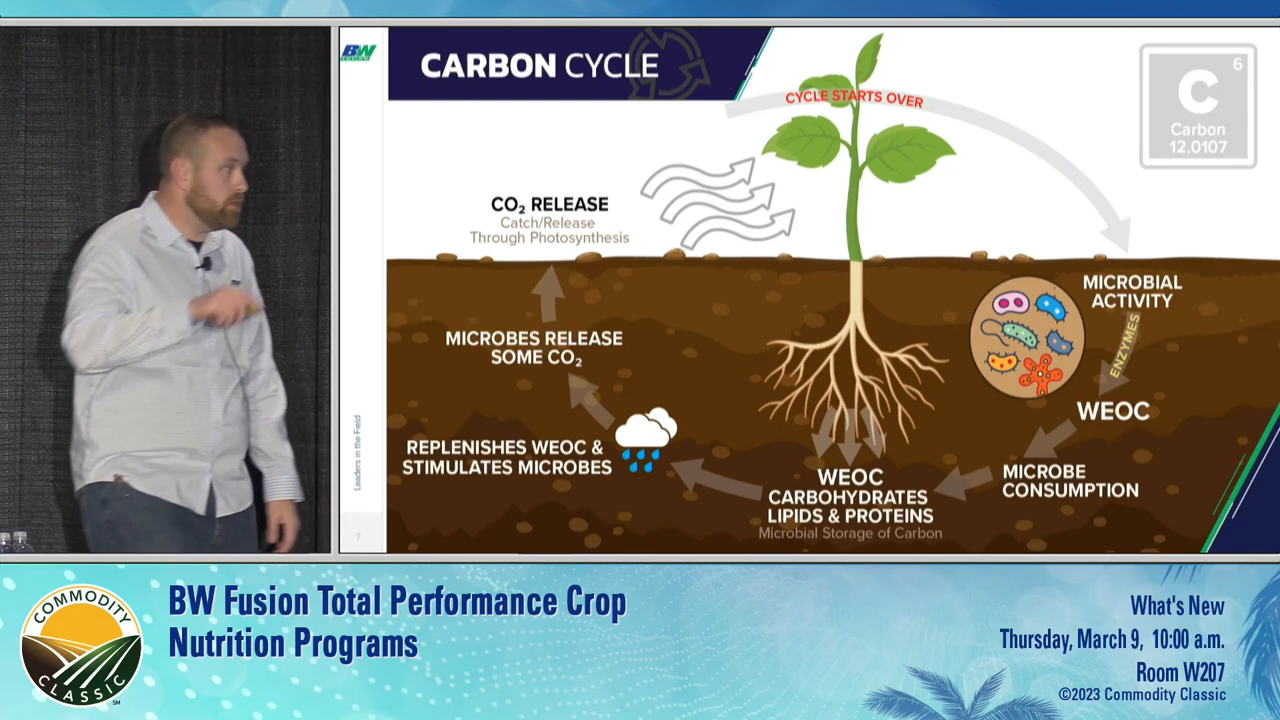 BW
FUSION
CARBON CYCLE
CYCLE STARTS OVER
6
C
Carbon
12.0107
CO₂ RELEASE
Catch/Release
Through Photosynthesis
MICROBIAL
ACTIVITY
ENZYMES
MICROBES RELEASE
SOME CO₂
WEOC
REPLENISHES WEOC &
STIMULATES MICROBES
MICROBE
CONSUMPTION
WEOC
CARBOHYDRATES
LIPIDS & PROTEINS
Microbial Storage of Carbon
Leaders in the Field
7
COMMODITY
CLASSIC
SM
BW Fusion Total Performance Crop
Nutrition Programs
What's New
Thursday, March 9, 10:00 a.m.
Room W207
©2023 Commodity Classic